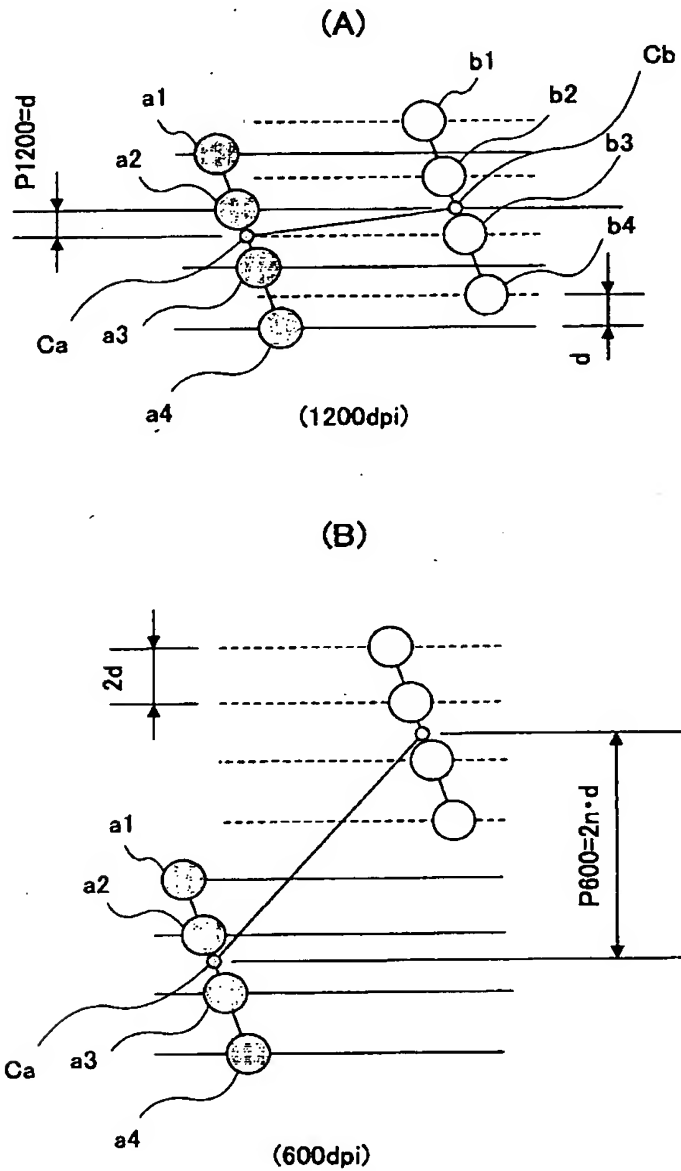 (A)
b1
Cb
a1
b2
P1200=d
a2
b3
b4
Ca
a3
d
a4
(1200dpi)
(B)
2d
a1
P600=2n·d
a2
Ca
a3
a4
(600dpi)